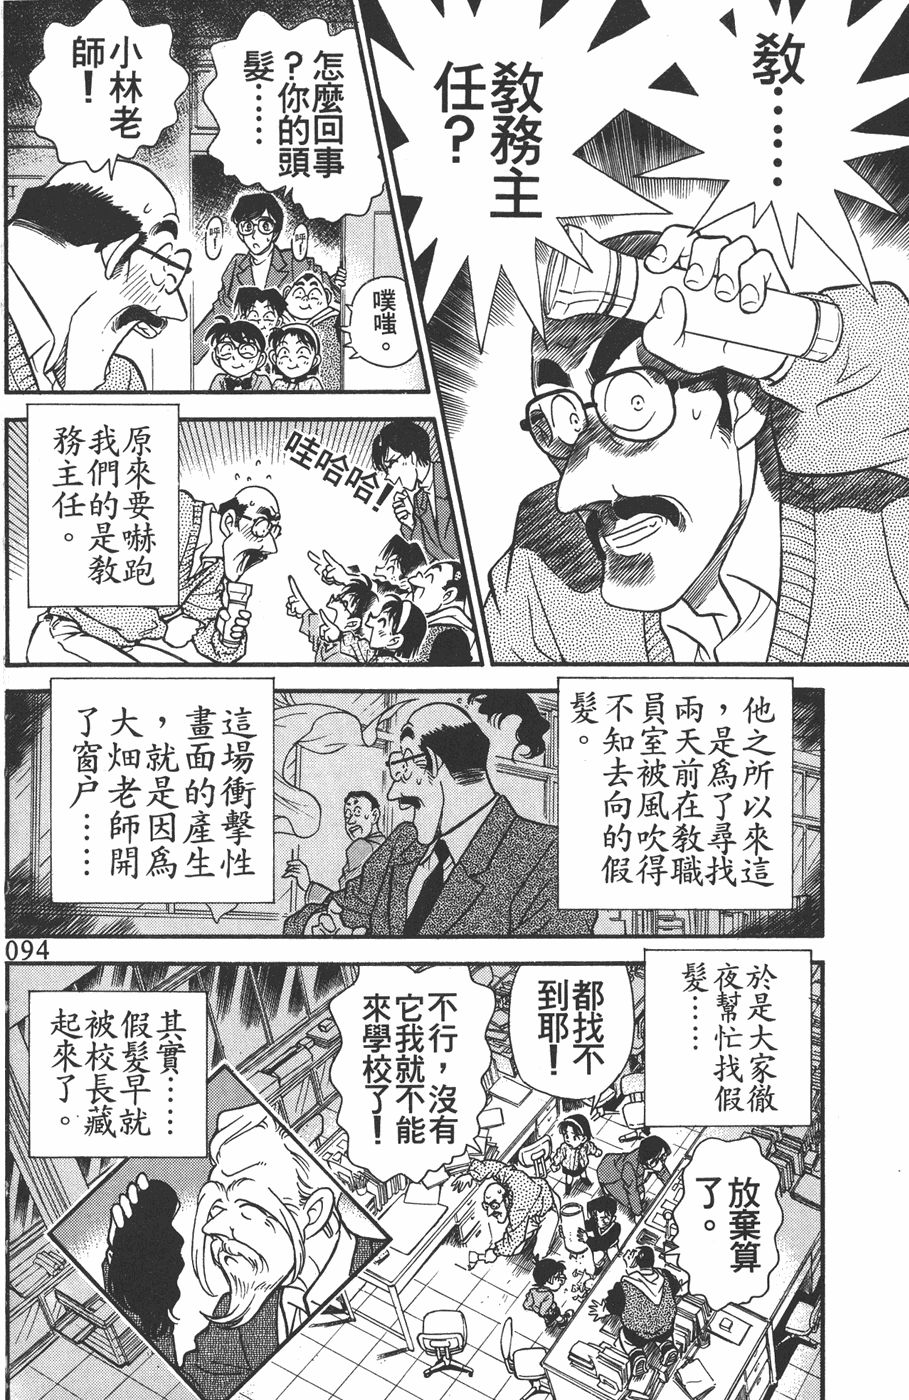 教……
教務主
任？
怎麼回事
？你的頭
髮……
小林老
師！
呼
呼
噗嗤。
哇哈哈！
原來要嚇跑
我們的是教
務主任。
他之所以來這
，是為了尋找
兩天前在教職
員室被風吹得
不知去向的假
髮。
這場衝擊性
畫面的產生
，就是因為
大畑老師開
了窗户……
094
於是大家徹
夜幫忙找假
髮……
都找不
到耶！
放棄算
了。
不行，沒有
它我就不能
來學校了！
其實……
假髮早就
被校長藏
起來了。